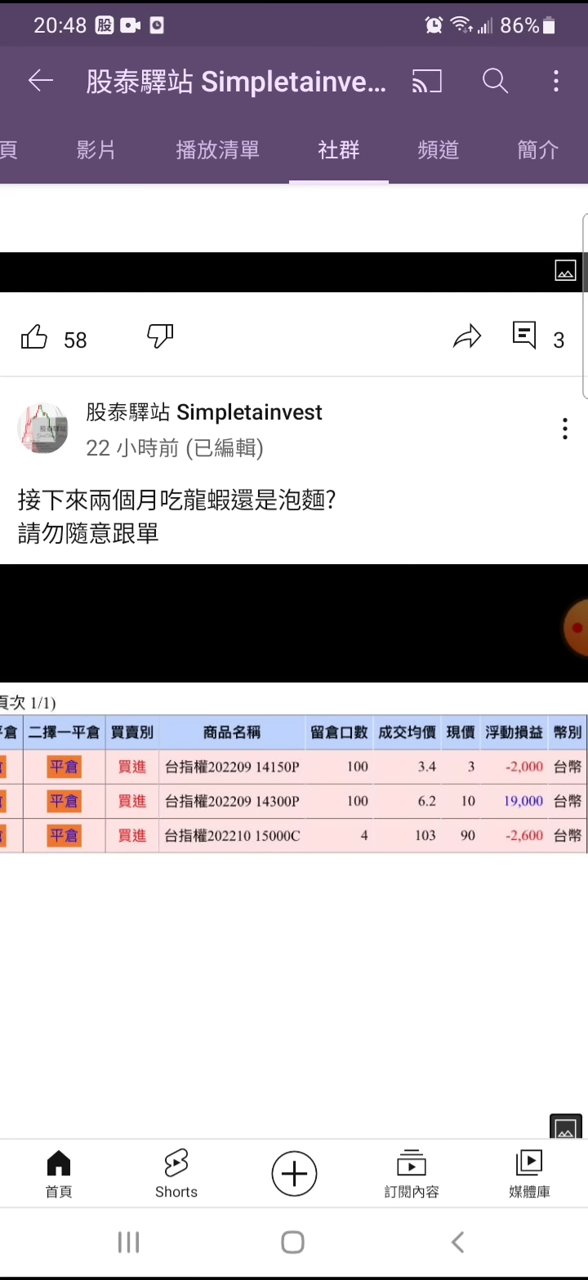 20:48 股 86%
股泰驛站 Simpletainve...
頁 影片 播放清單 社群 頻道 簡介
58 3
股泰驛站 Simpletainvest
22 小時前 (已編輯)
接下來兩個月吃龍蝦還是泡麵?
請勿隨意跟單
頁次 1/1)
倉 二擇一平倉 買賣別 商品名稱 留倉口數 成交均價 現價 浮動損益 幣別
平倉 買進 台指權202209 14150P 100 3.4 3 -2,000 台幣
平倉 買進 台指權202209 14300P 100 6.2 10 19,000 台幣
平倉 買進 台指權202210 15000C 4 103 90 -2,600 台幣
首頁 Shorts 訂閱內容 媒體庫